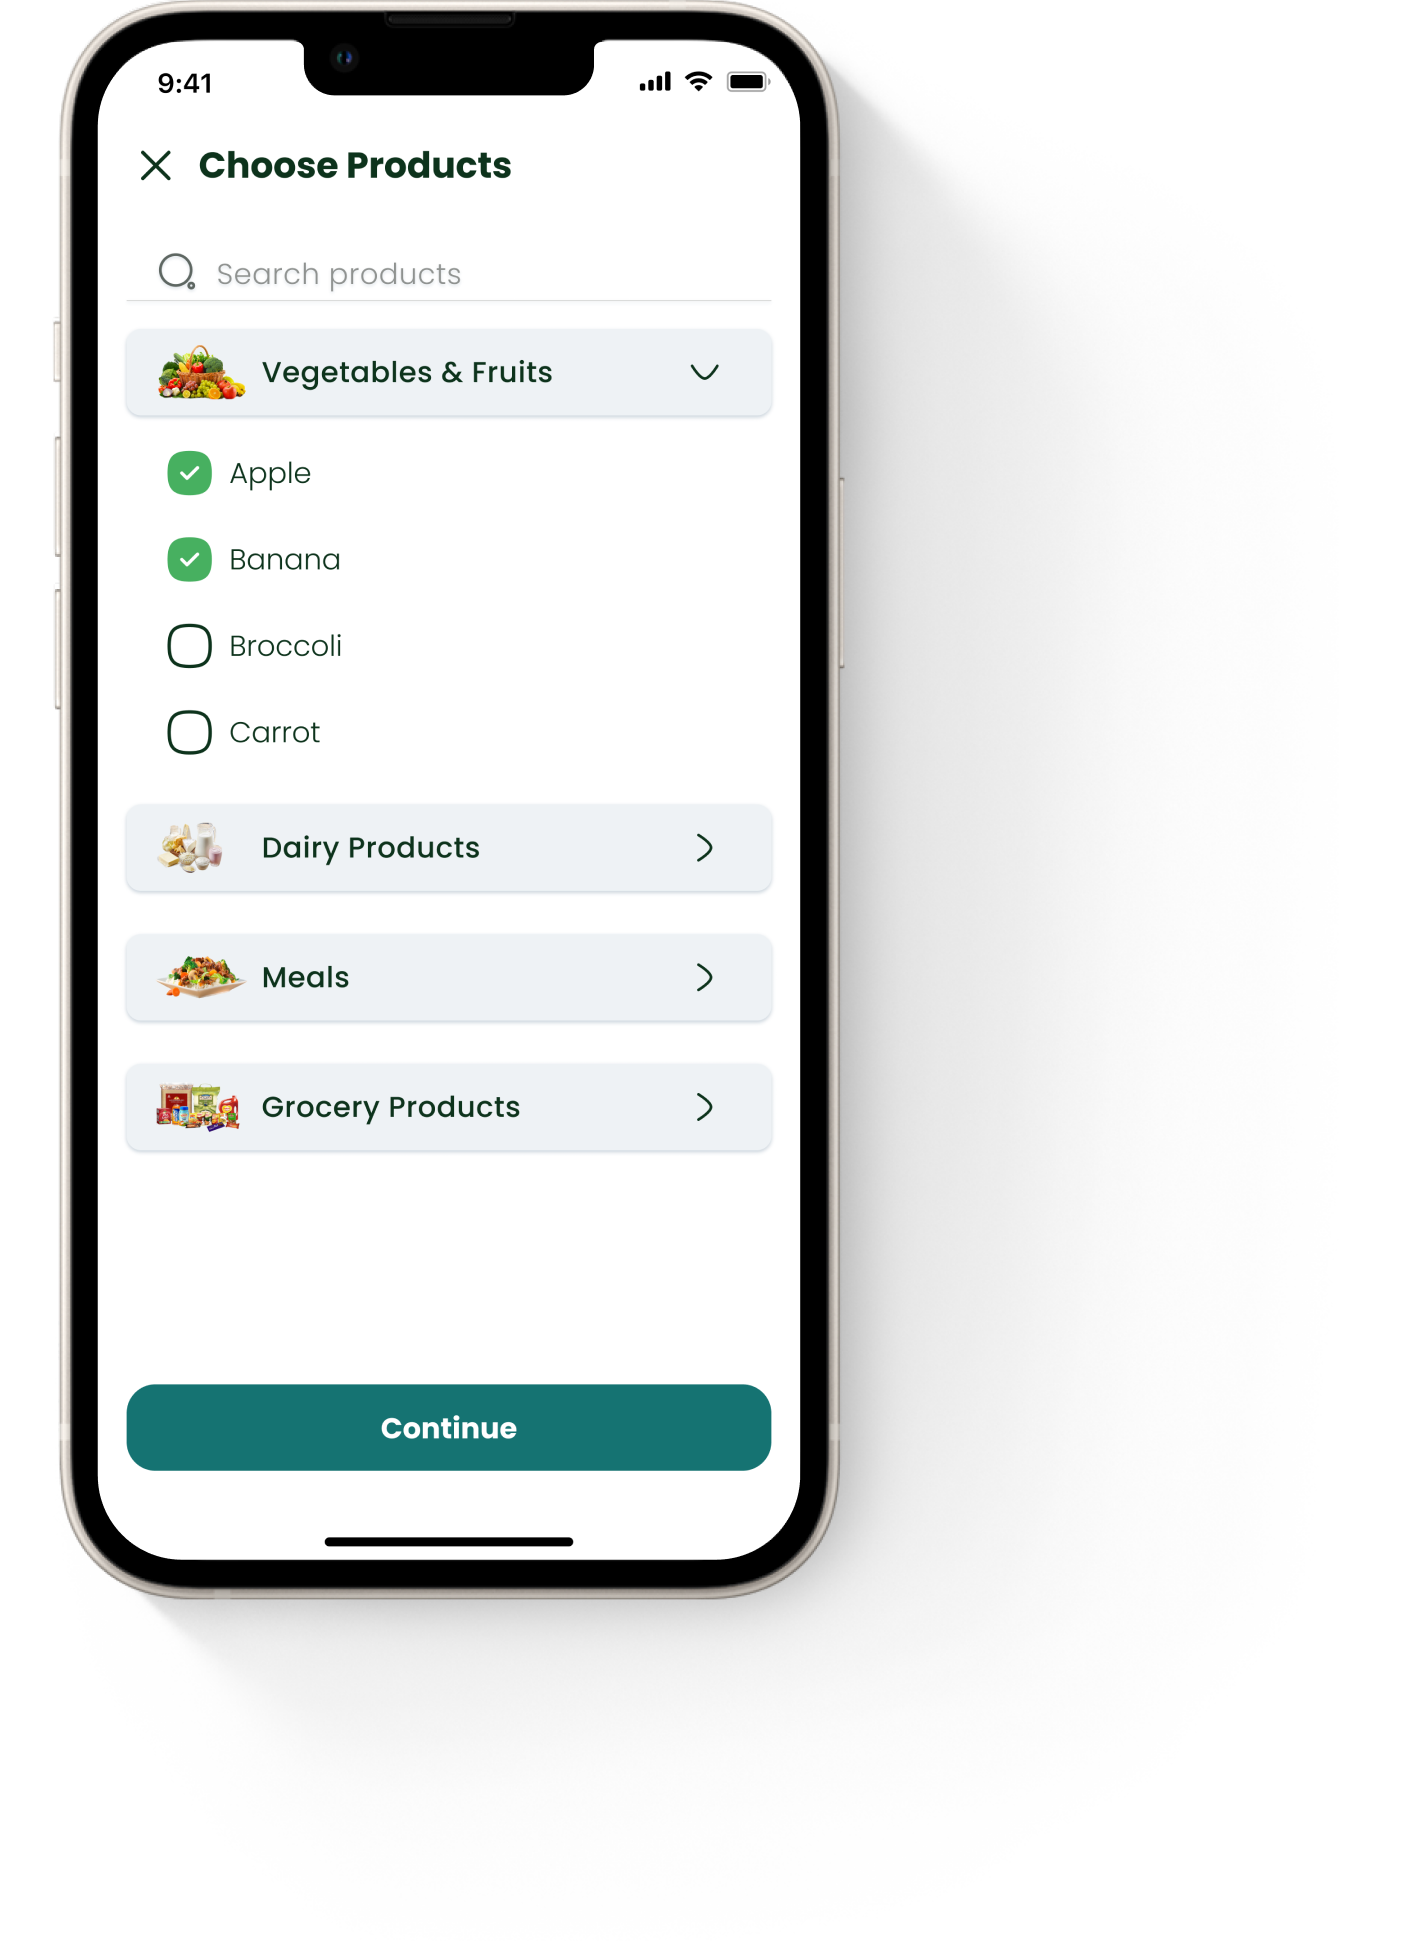 9:41
Choose Products
Search products
Vegetables & Fruits
Apple
Banana
Broccoli
Carrot
Dairy Products
Meals
Grocery Products
Continue